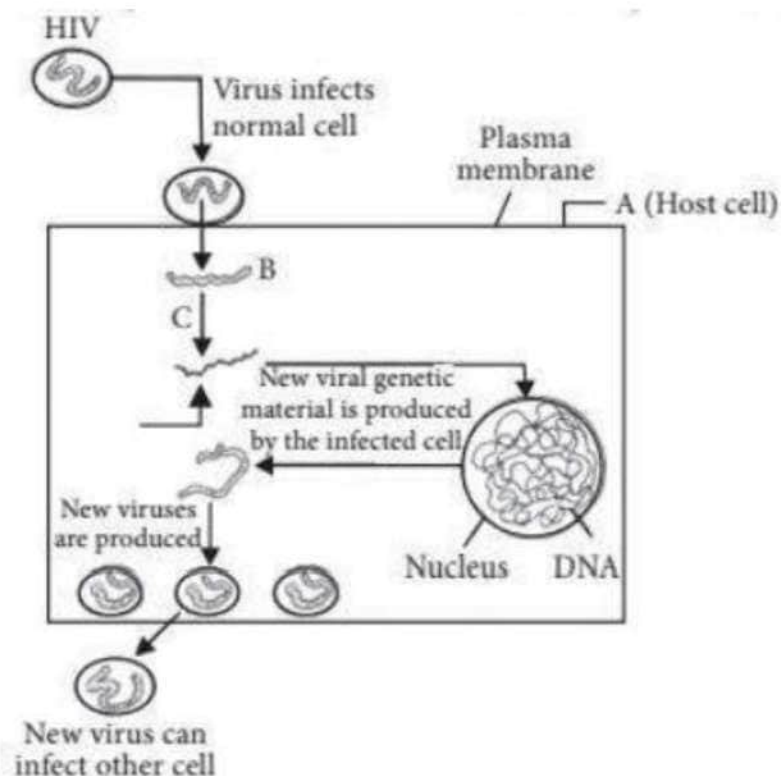 HIV
Virus infects
normal cell
Plasma
membrane
A (Host cell)
B
C
New viral genetic
material is produced
by the infected cell
New viruses
are produced
Nucleus
DNA
New virus can
infect other cell